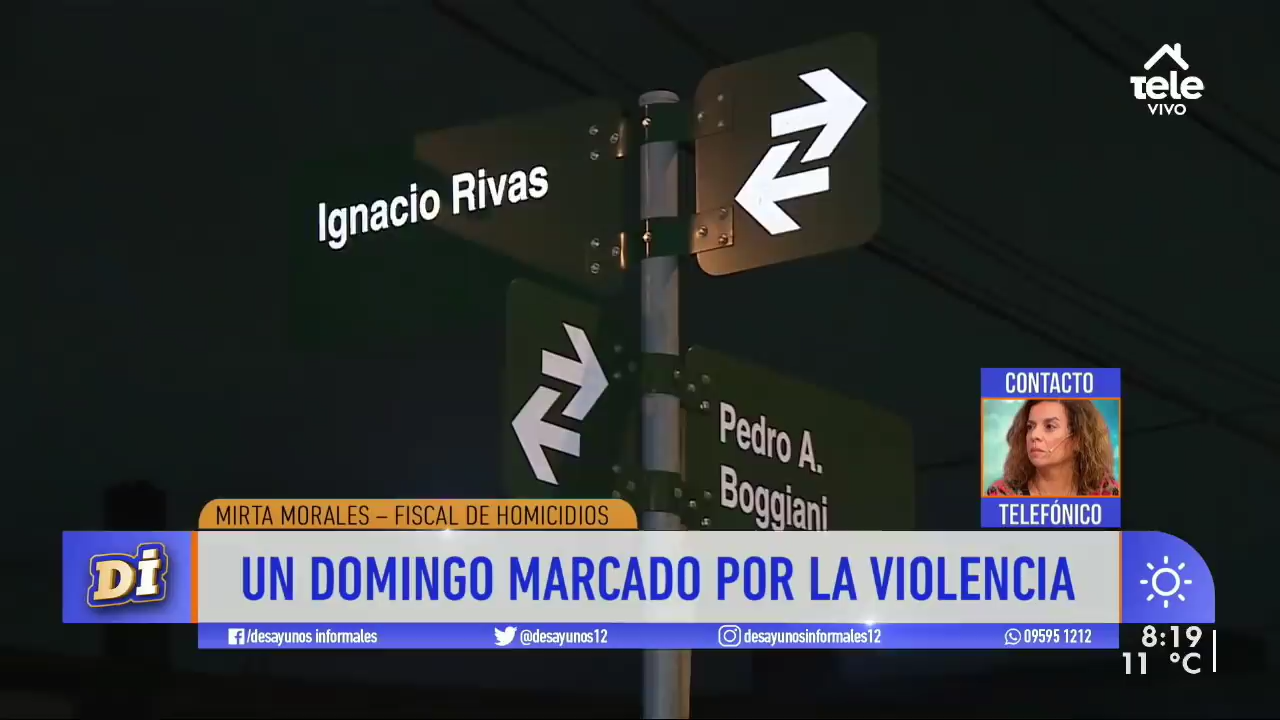 tele
VIVO
Ignacio Rivas
Pedro A.
Boggiani
CONTACTO
TELEFÓNICO
MIRTA MORALES – FISCAL DE HOMICIDIOS
Di
UN DOMINGO MARCADO POR LA VIOLENCIA
/desayunos informales
@desayunos12
desayunosinformales12
09595 1212
8:19
11 °C